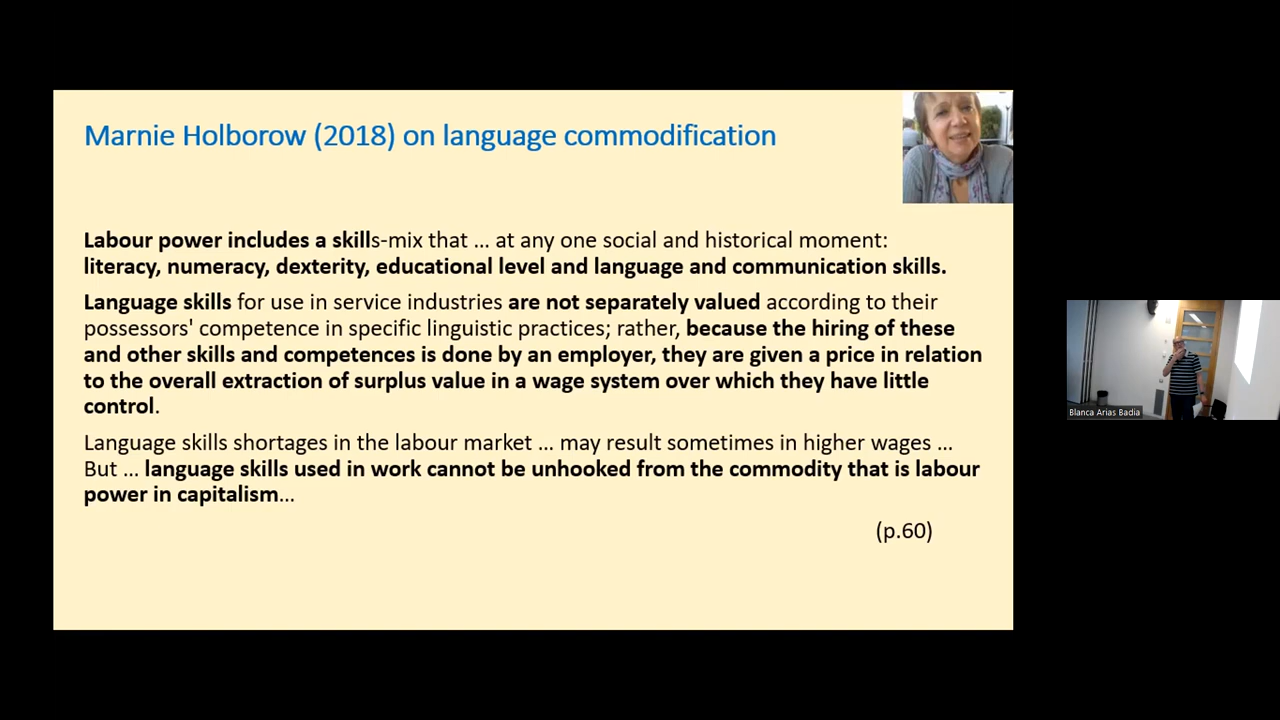 Marnie Holborow (2018) on language commodification
Labour power includes a skills-mix that ... at any one social and historical moment:
literacy, numeracy, dexterity, educational level and language and communication skills.
Language skills for use in service industries are not separately valued according to their
possessors' competence in specific linguistic practices; rather, because the hiring of these
and other skills and competences is done by an employer, they are given a price in relation
to the overall extraction of surplus value in a wage system over which they have little
control.
Language skills shortages in the labour market ... may result sometimes in higher wages ...
But ... language skills used in work cannot be unhooked from the commodity that is labour
power in capitalism...
(p.60)
Blanca Arias Badia